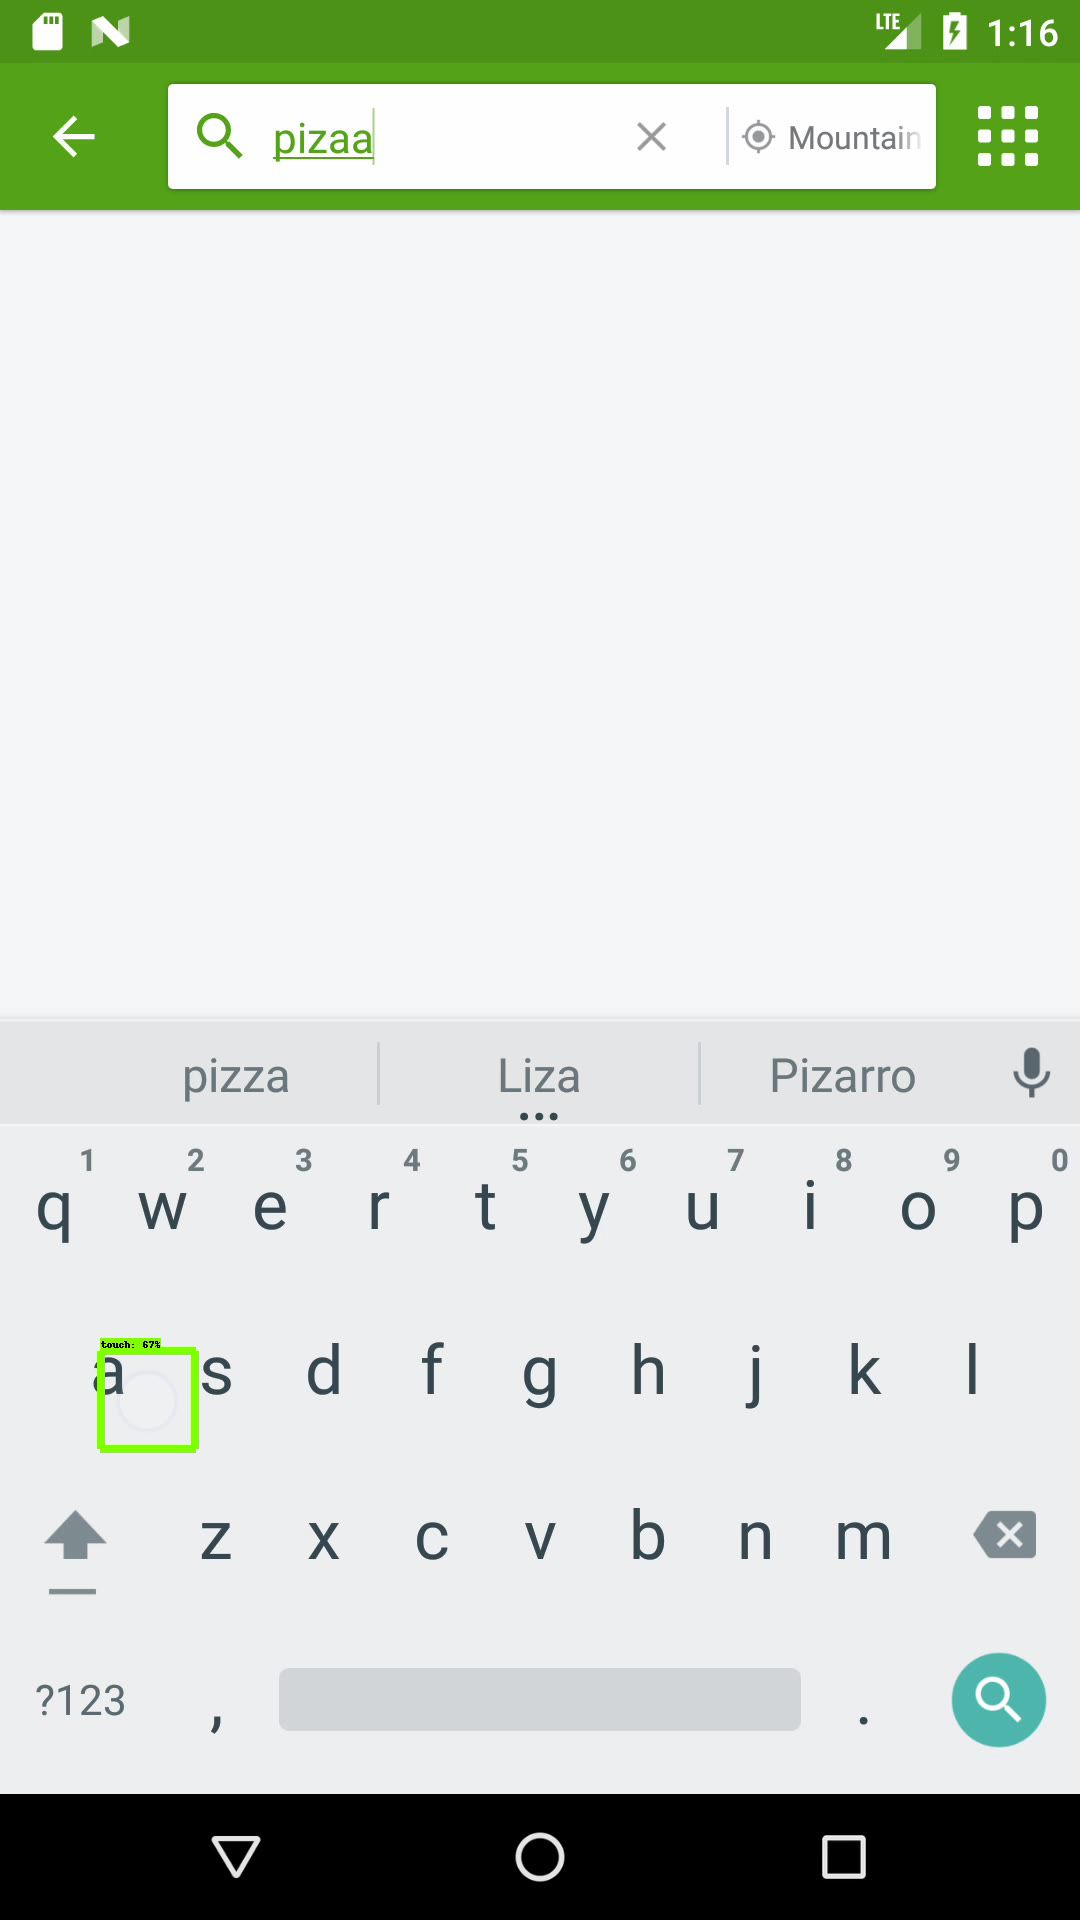 LTE 1:16
pizaa Mountain
pizza Liza Pizarro
1 2 3 4 5 6 7 8 9 0
q w e r t y u i o p
touch: 67%
a s d f g h j k l
z x c v b n m
?123 , .